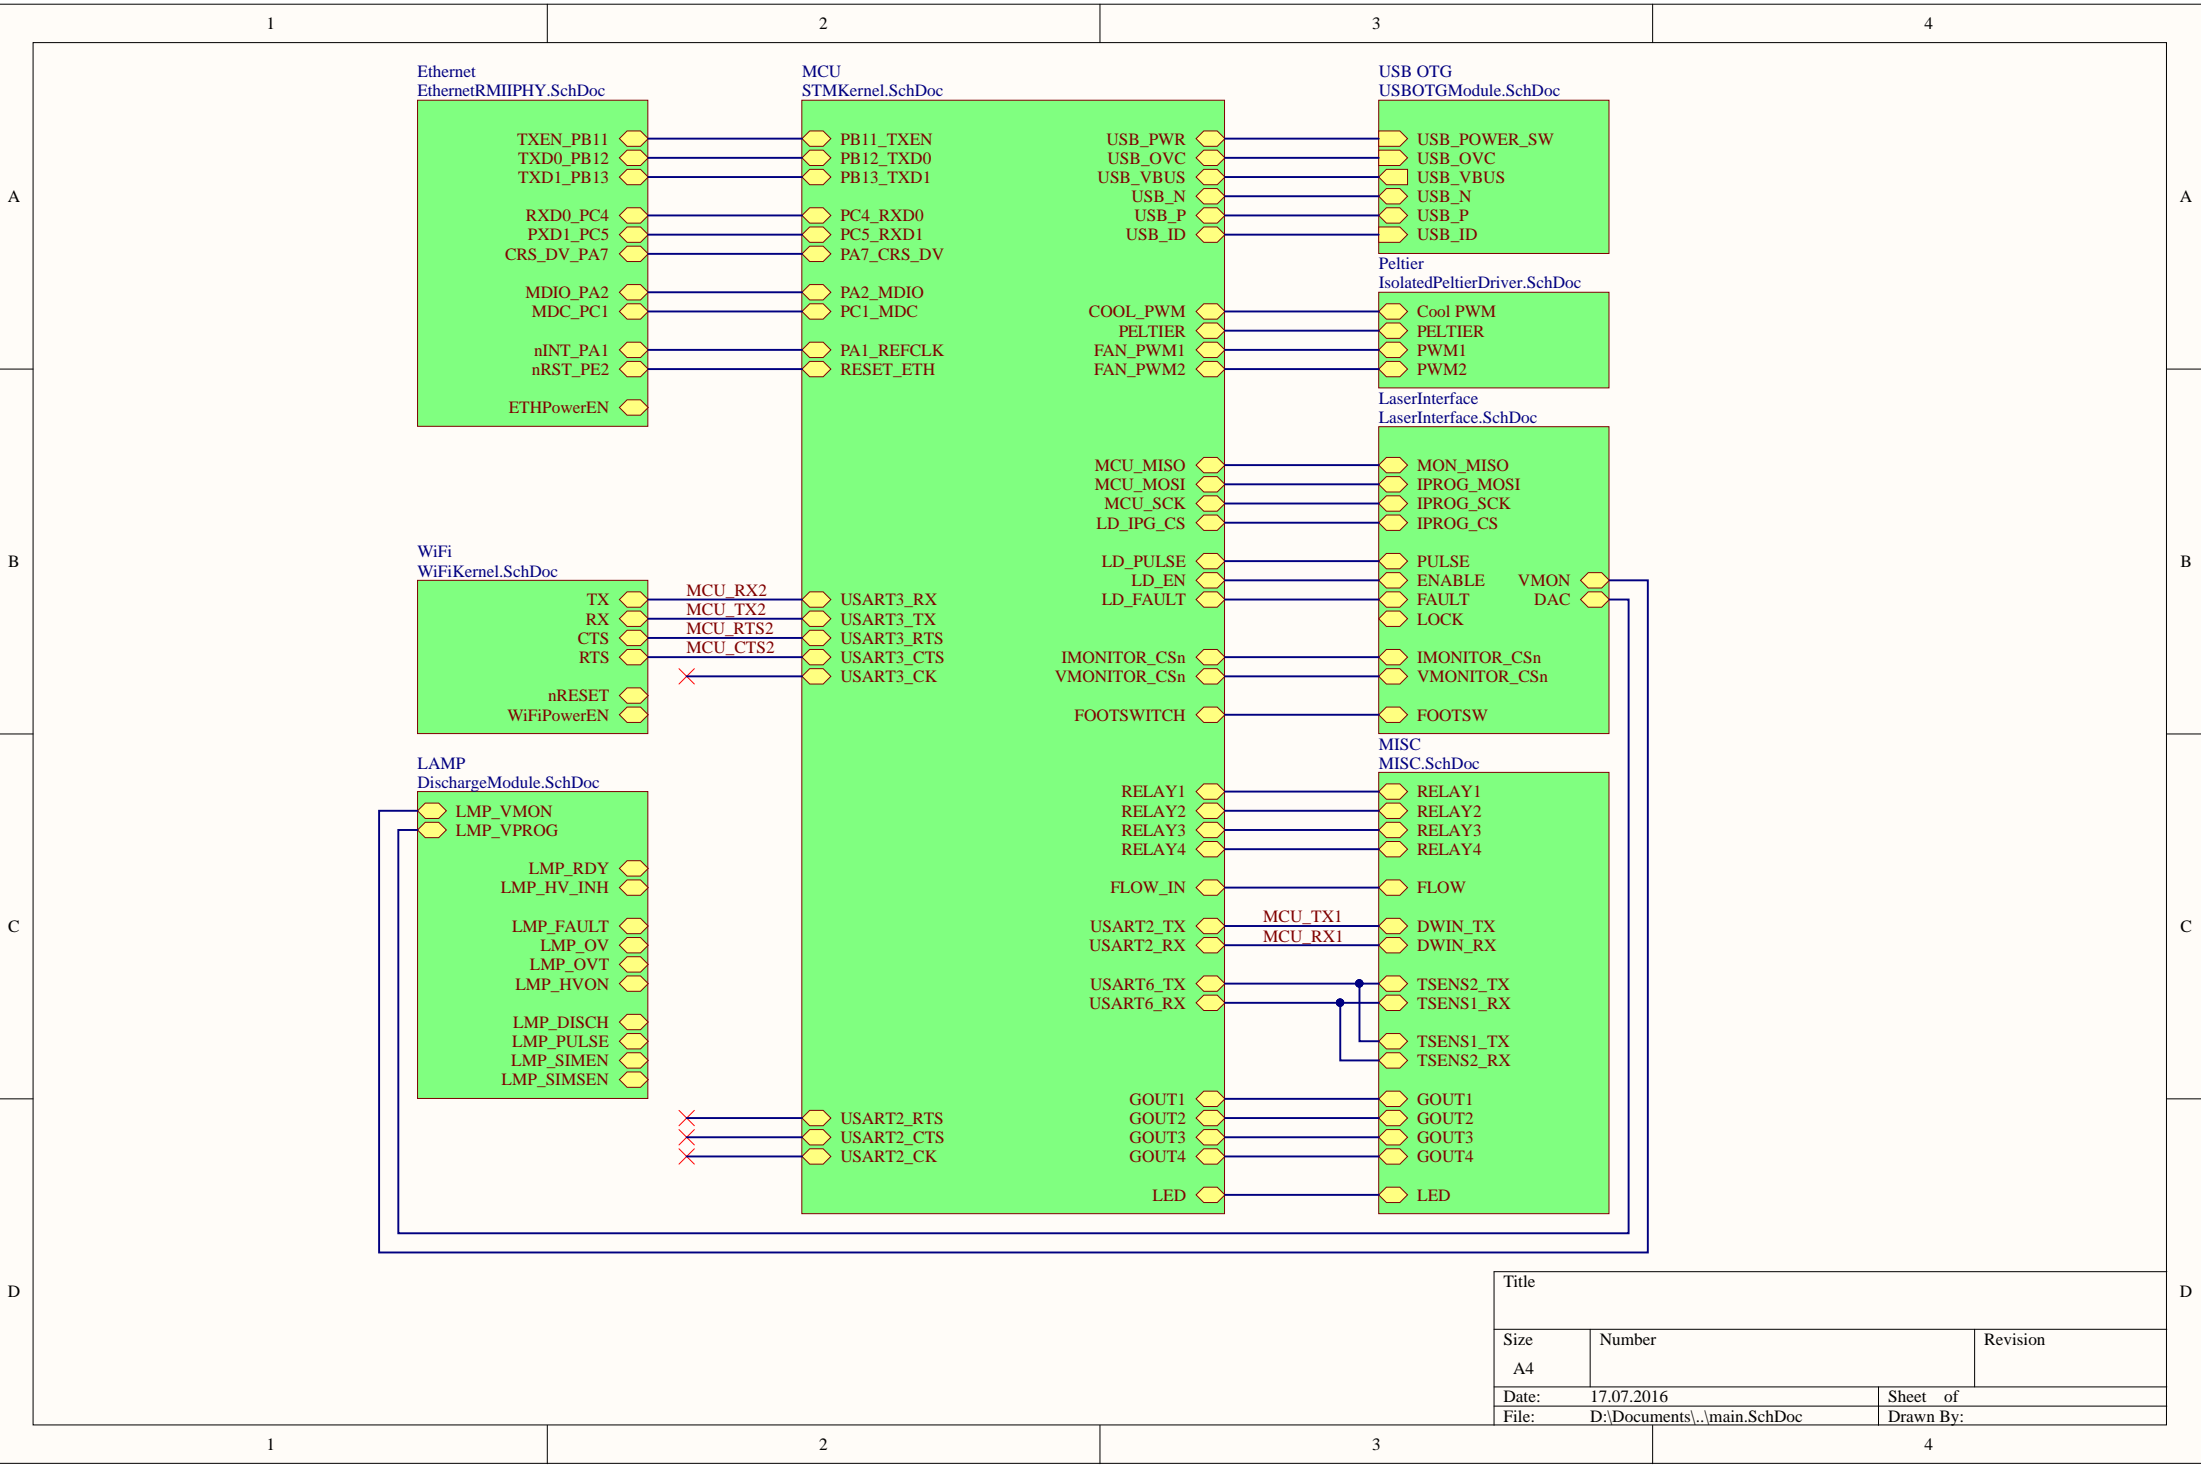 1 2 3 4
A A
B B
C C
D D
Ethernet
EthernetRMIIPHY.SchDoc
TXEN_PB11
TXD0_PB12
TXD1_PB13
RXD0_PC4
PXD1_PC5
CRS_DV_PA7
MDIO_PA2
MDC_PC1
nINT_PA1
nRST_PE2
ETHPowerEN
WiFi
WiFiKernel.SchDoc
TX
RX
CTS
RTS
nRESET
WiFiPowerEN
MCU_RX2
MCU_TX2
MCU_RTS2
MCU_CTS2
LAMP
DischargeModule.SchDoc
LMP_VMON
LMP_VPROG
LMP_RDY
LMP_HV_INH
LMP_FAULT
LMP_OV
LMP_OVT
LMP_HVON
LMP_DISCH
LMP_PULSE
LMP_SIMEN
LMP_SIMSEN
MCU
STMKernel.SchDoc
PB11_TXEN
PB12_TXD0
PB13_TXD1
PC4_RXD0
PC5_RXD1
PA7_CRS_DV
PA2_MDIO
PC1_MDC
PA1_REFCLK
RESET_ETH
USART3_RX
USART3_TX
USART3_RTS
USART3_CTS
USART3_CK
USART2_RTS
USART2_CTS
USART2_CK
USB_PWR
USB_OVC
USB_VBUS
USB_N
USB_P
USB_ID
COOL_PWM
PELTIER
FAN_PWM1
FAN_PWM2
MCU_MISO
MCU_MOSI
MCU_SCK
LD_IPG_CS
LD_PULSE
LD_EN
LD_FAULT
IMONITOR_CSn
VMONITOR_CSn
FOOTSWITCH
RELAY1
RELAY2
RELAY3
RELAY4
FLOW_IN
USART2_TX
USART2_RX
USART6_TX
USART6_RX
GOUT1
GOUT2
GOUT3
GOUT4
LED
MCU_TX1
MCU_RX1
USB OTG
USBOTGModule.SchDoc
USB_POWER_SW
USB_OVC
USB_VBUS
USB_N
USB_P
USB_ID
Peltier
IsolatedPeltierDriver.SchDoc
Cool PWM
PELTIER
PWM1
PWM2
LaserInterface
LaserInterface.SchDoc
MON_MISO
IPROG_MOSI
IPROG_SCK
IPROG_CS
PULSE
ENABLE VMON
FAULT DAC
LOCK
IMONITOR_CSn
VMONITOR_CSn
FOOTSW
MISC
MISC.SchDoc
RELAY1
RELAY2
RELAY3
RELAY4
FLOW
DWIN_TX
DWIN_RX
TSENS2_TX
TSENS1_RX
TSENS1_TX
TSENS2_RX
GOUT1
GOUT2
GOUT3
GOUT4
LED
Title
Size Number Revision
A4
Date: 17.07.2016 Sheet of
File: D:\Documents\..\main.SchDoc Drawn By:
1 2 3 4